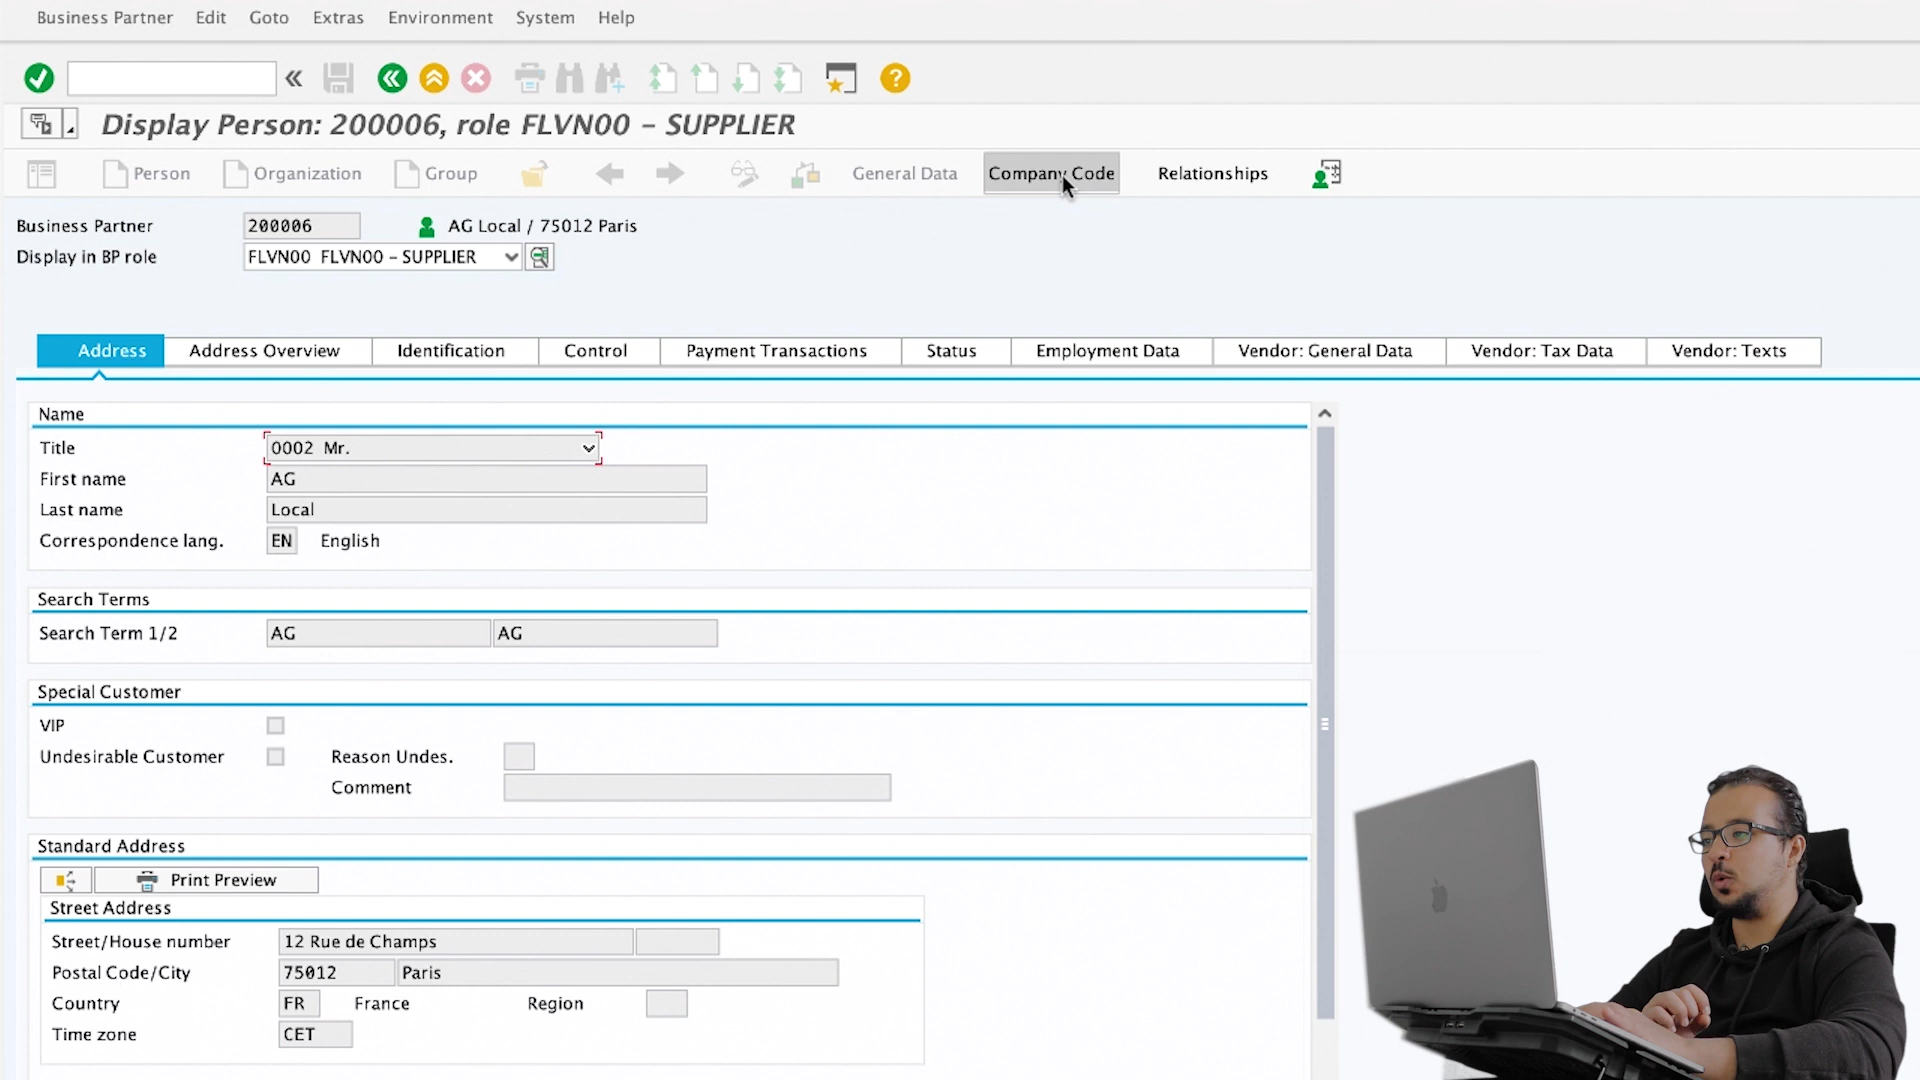 Business Partner Edit Goto Extras Environment System Help
Display Person: 200006, role FLVN00 – SUPPLIER
Person Organization Group General Data Company Code Relationships
Business Partner 200006 AG Local / 75012 Paris
Display in BP role FLVN00 FLVN00 – SUPPLIER
Address Address Overview Identification Control Payment Transactions Status Employment Data Vendor: General Data Vendor: Tax Data Vendor: Texts
Name
Title 0002 Mr.
First name AG
Last name Local
Correspondence lang. EN English
Search Terms
Search Term 1/2 AG AG
Special Customer
VIP
Undesirable Customer Reason Undes.
Comment
Standard Address
Print Preview
Street Address
Street/House number 12 Rue de Champs
Postal Code/City 75012 Paris
Country FR France Region
Time zone CET